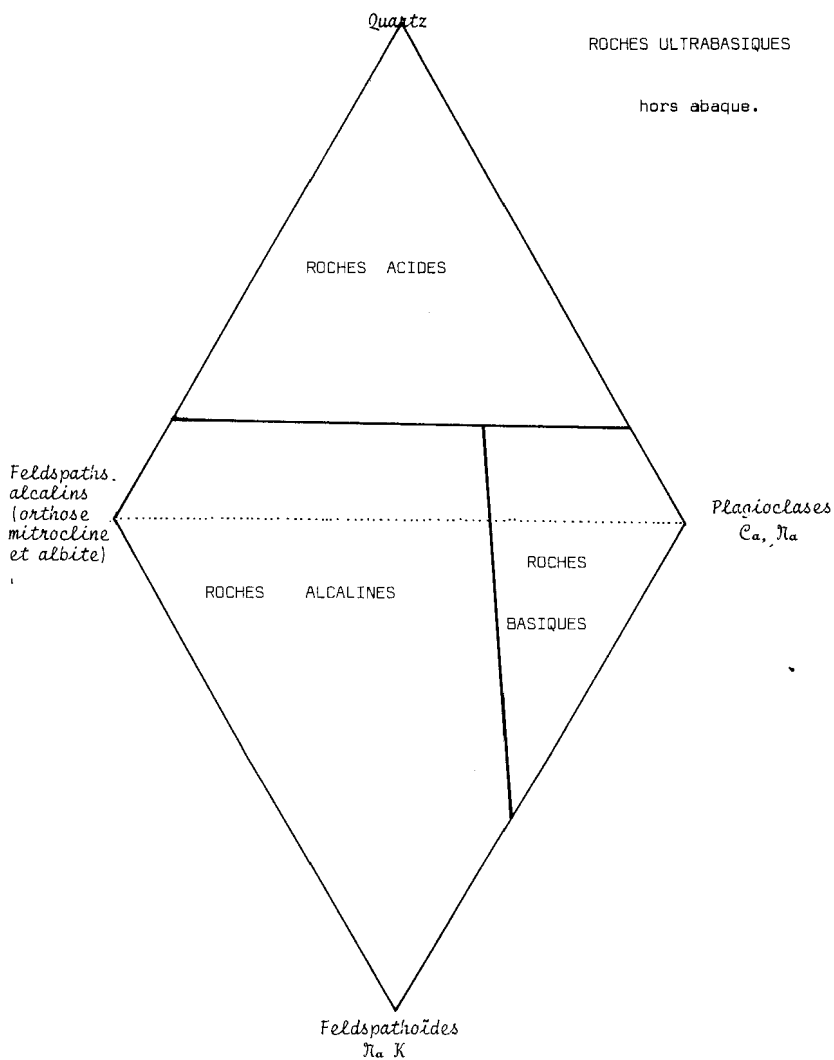 Quartz
ROCHES ULTRABASIQUES
hors abaque.
ROCHES ACIDES
Feldspaths.
alcalins
(orthose
mitrocline
et albite)
Plagioclases
Ca, Na
ROCHES
BASIQUES
ROCHES ALCALINES
Feldspathoïdes
Na K